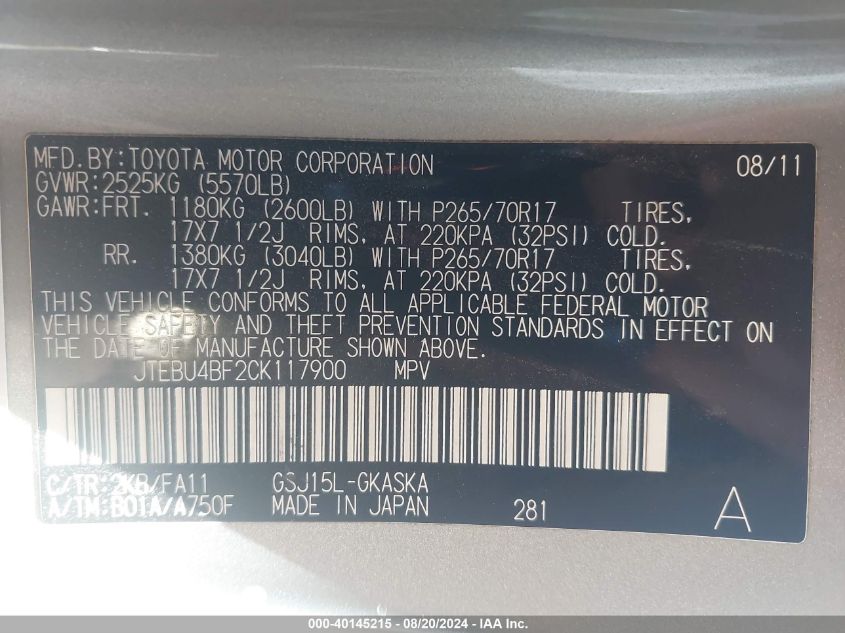 MFD.BY:TOYOTA MOTOR CORPORATION 08/11
GVWR:2525KG (5570LB)
GAWR:FRT. 1180KG (2600LB) WITH P265/70R17 TIRES,
17X7 1/2J RIMS, AT 220KPA (32PSI) COLD.
RR. 1380KG (3040LB) WITH P265/70R17 TIRES,
17X7 1/2J RIMS, AT 220KPA (32PSI) COLD.
THIS VEHICLE CONFORMS TO ALL APPLICABLE FEDERAL MOTOR
VEHICLE SAFETY AND THEFT PREVENTION STANDARDS IN EFFECT ON
THE DATE OF MANUFACTURE SHOWN ABOVE.
JTEBU4BF2CK117900 MPV
C/TR: /FA11 GSJ15L-GKASKA
A/TM:B01A/A750F MADE IN JAPAN 281 A
000-40145215 - 08/20/2024 - IAA Inc.